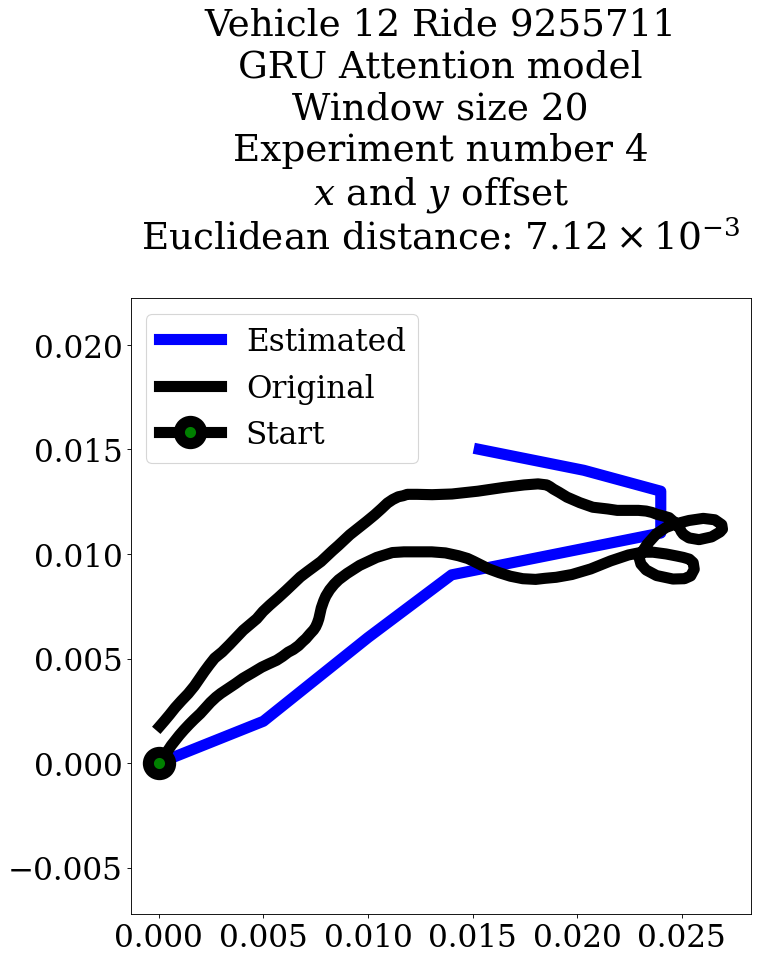 Vehicle 12 Ride 9255711
GRU Attention model
Window size 20
Experiment number 4
x and y offset
Euclidean distance: 7.12 × 10⁻³
Estimated
Original
Start
0.020
0.015
0.010
0.005
0.000
−0.005
0.000 0.005 0.010 0.015 0.020 0.025